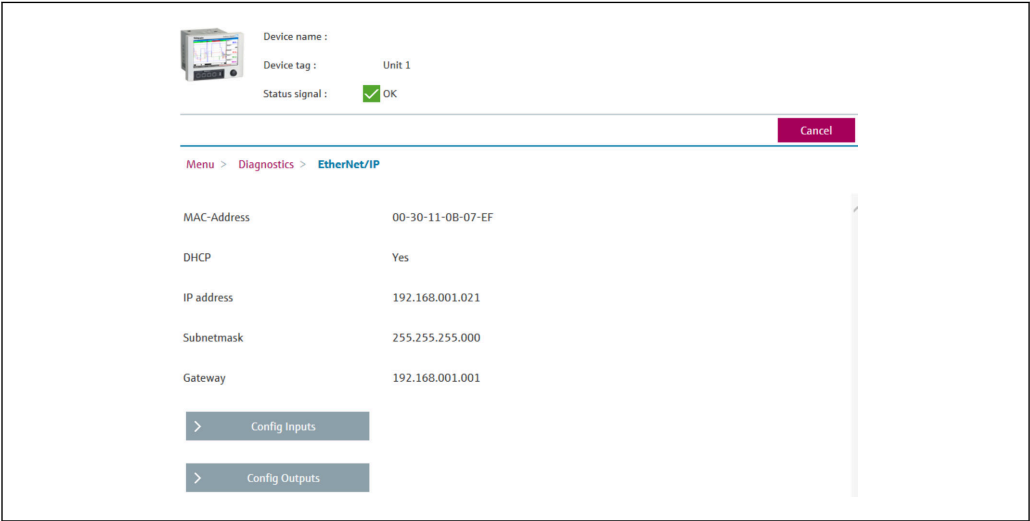 Device name :
Device tag : Unit 1
Status signal : OK
Cancel
Menu > Diagnostics > EtherNet/IP
MAC-Address 00-30-11-0B-07-EF
DHCP Yes
IP address 192.168.001.021
Subnetmask 255.255.255.000
Gateway 192.168.001.001
> Config Inputs
> Config Outputs